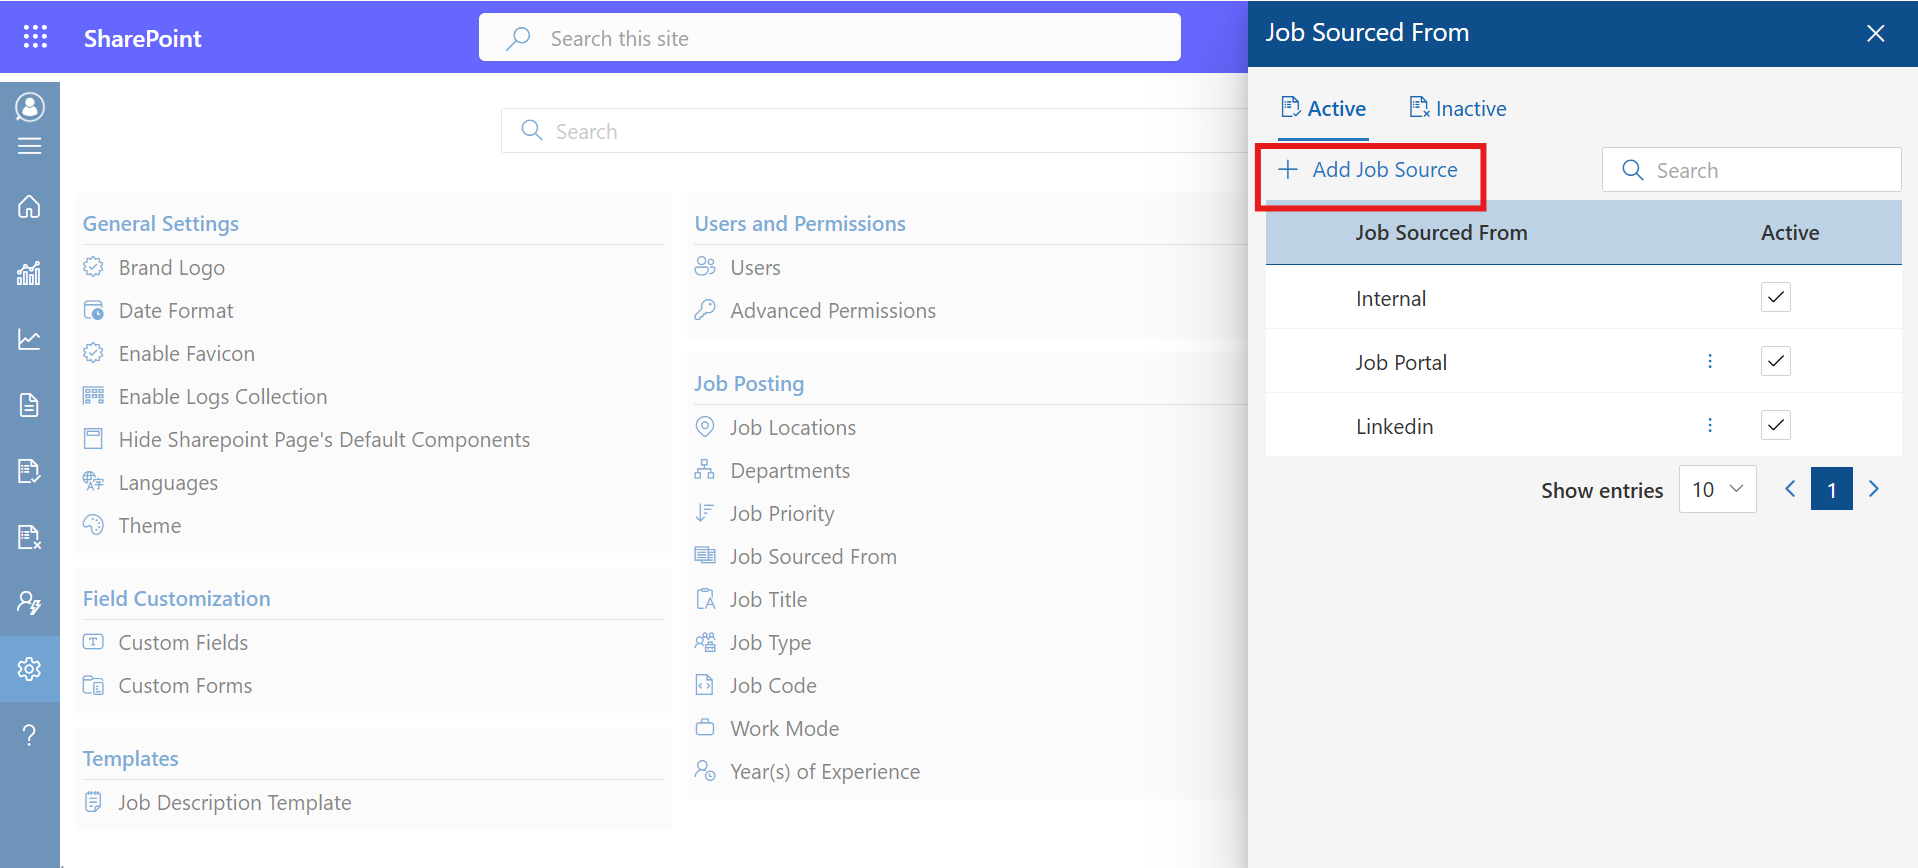 SharePoint
Search this site
Search
General Settings
Brand Logo
Date Format
Enable Favicon
Enable Logs Collection
Hide Sharepoint Page's Default Components
Languages
Theme
Field Customization
Custom Fields
Custom Forms
Templates
Job Description Template
Users and Permissions
Users
Advanced Permissions
Job Posting
Job Locations
Departments
Job Priority
Job Sourced From
Job Title
Job Type
Job Code
Work Mode
Year(s) of Experience
Job Sourced From
Active Inactive
Add Job Source Search
Job Sourced From Active
Internal
Job Portal
Linkedin
Show entries 10 1